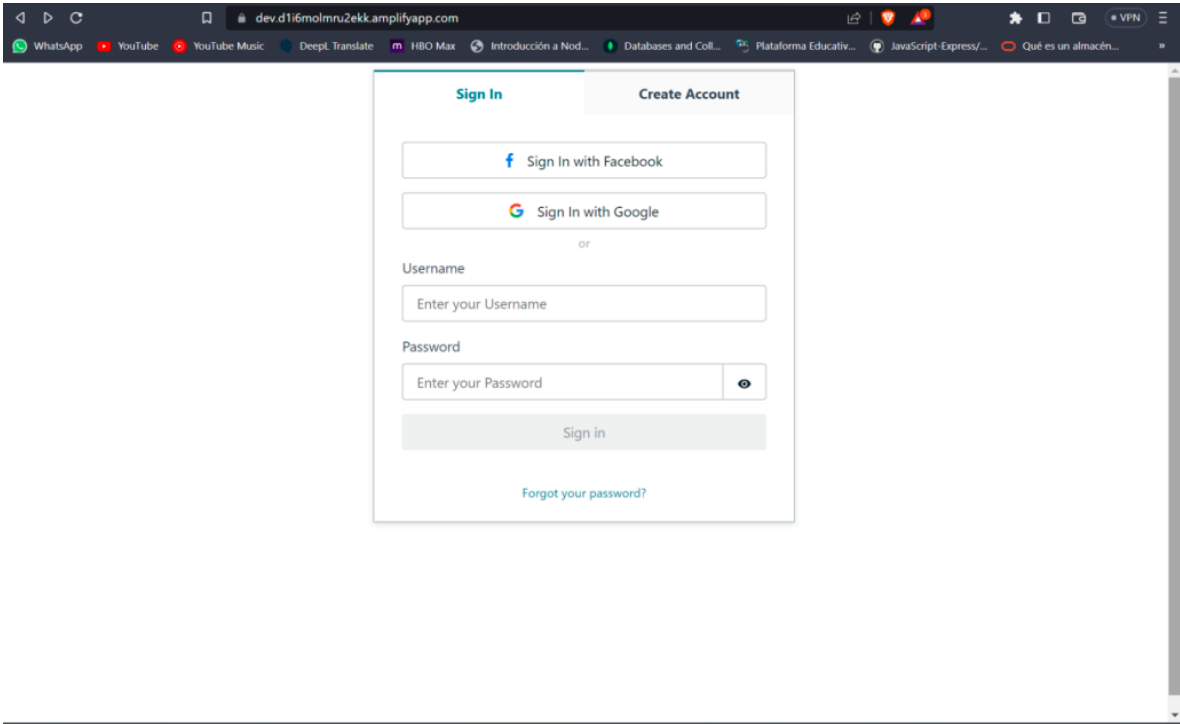 dev.d1i6molmru2ekk.amplifyapp.com
VPN
WhatsApp YouTube YouTube Music DeepL Translate m HBO Max Introducción a Nod... Databases and Coll... Plataforma Educativ... JavaScript-Express/... Qué es un almacén... »
Sign In Create Account
f Sign In with Facebook
G Sign In with Google
or
Username
Enter your Username
Password
Enter your Password
Sign in
Forgot your password?